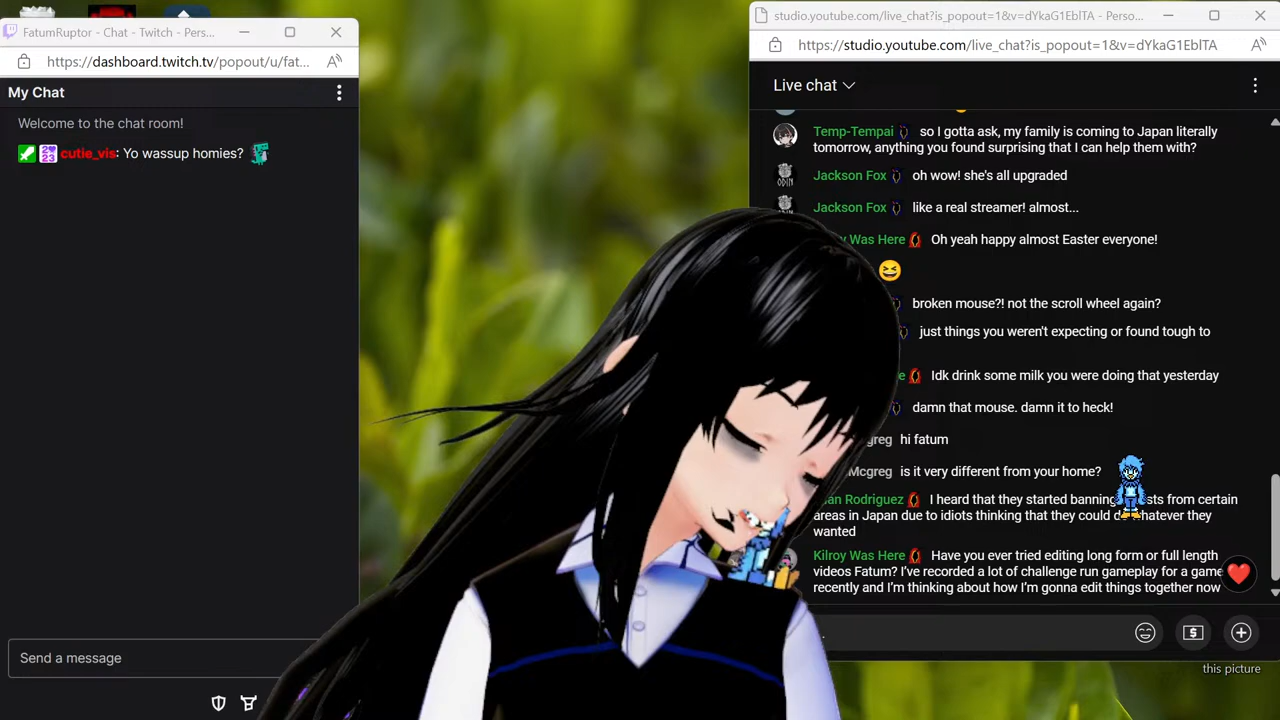 FatumRuptor - Chat - Twitch - Pers...
https://dashboard.twitch.tv/popout/u/fat...
My Chat
Welcome to the chat room!
cutie_vis: Yo wassup homies?
Send a message
studio.youtube.com/live_chat?is_popout=1&v=dYkaG1EblTA - Perso...
https://studio.youtube.com/live_chat?is_popout=1&v=dYkaG1EblTA
Live chat
Temp-Tempai so I gotta ask, my family is coming to Japan literally
tomorrow, anything you found surprising that I can help them with?
Jackson Fox oh wow! she's all upgraded
Jackson Fox like a real streamer! almost...
Was Here Oh yeah happy almost Easter everyone!
broken mouse?! not the scroll wheel again?
just things you weren't expecting or found tough to
Idk drink some milk you were doing that yesterday
damn that mouse. damn it to heck!
hi fatum
Mcgreg is it very different from your home?
Rodriguez I heard that they started banning from certain
areas in Japan due to idiots thinking that they could they
wanted
Kilroy Was Here Have you ever tried editing long form or full length
videos Fatum? I've recorded a lot of challenge run gameplay for a game
recently and I'm thinking about how I'm gonna edit things together now
this picture